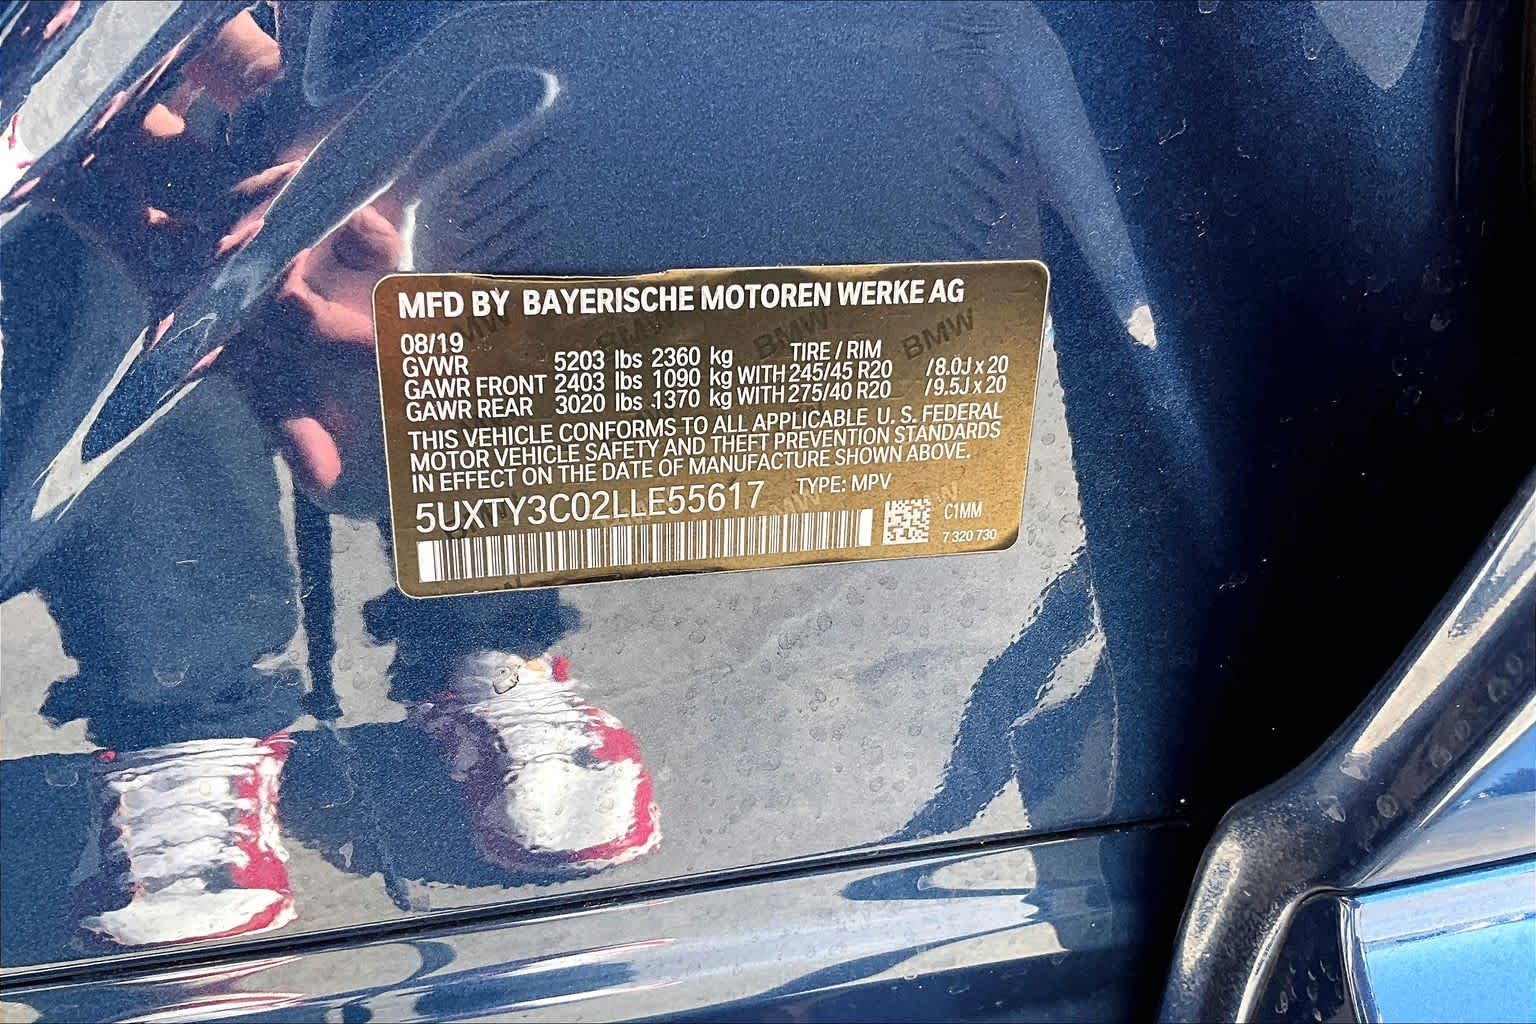 MFD BY BAYERISCHE MOTOREN WERKE AG
08/19
GVWR 5203 lbs 2360 kg TIRE / RIM
GAWR FRONT 2403 lbs 1090 kg WITH 245/45 R20 /8.0J x 20
GAWR REAR 3020 lbs 1370 kg WITH 275/40 R20 /9.5J x 20
THIS VEHICLE CONFORMS TO ALL APPLICABLE U. S. FEDERAL
MOTOR VEHICLE SAFETY AND THEFT PREVENTION STANDARDS
IN EFFECT ON THE DATE OF MANUFACTURE SHOWN ABOVE.
5UXTY3C02LLE55617 TYPE: MPV
C1MM
7 320 730